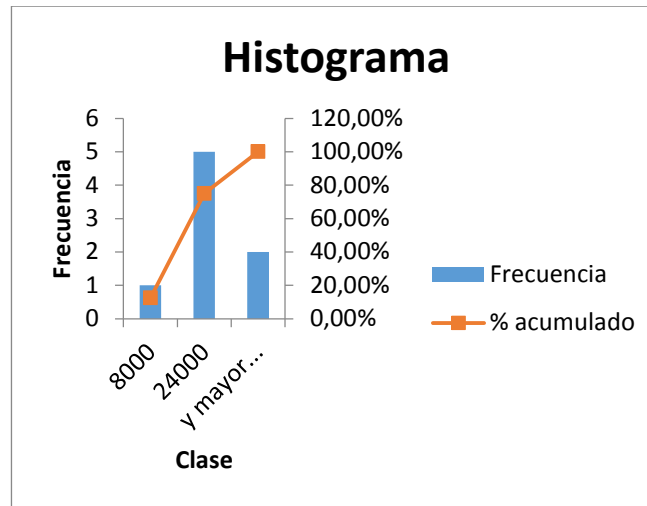 Histograma
Frecuencia
6
5
4
3
2
1
0
120,00%
100,00%
80,00%
60,00%
40,00%
20,00%
0,00%
8000
24000
y mayor...
Clase
Frecuencia
% acumulado